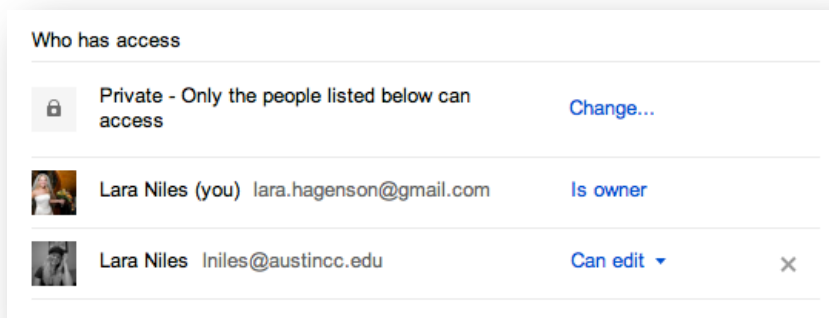 Who has access
Private - Only the people listed below can
access
Change...
Lara Niles (you) lara.hagenson@gmail.com
Is owner
Lara Niles lniles@austincc.edu
Can edit